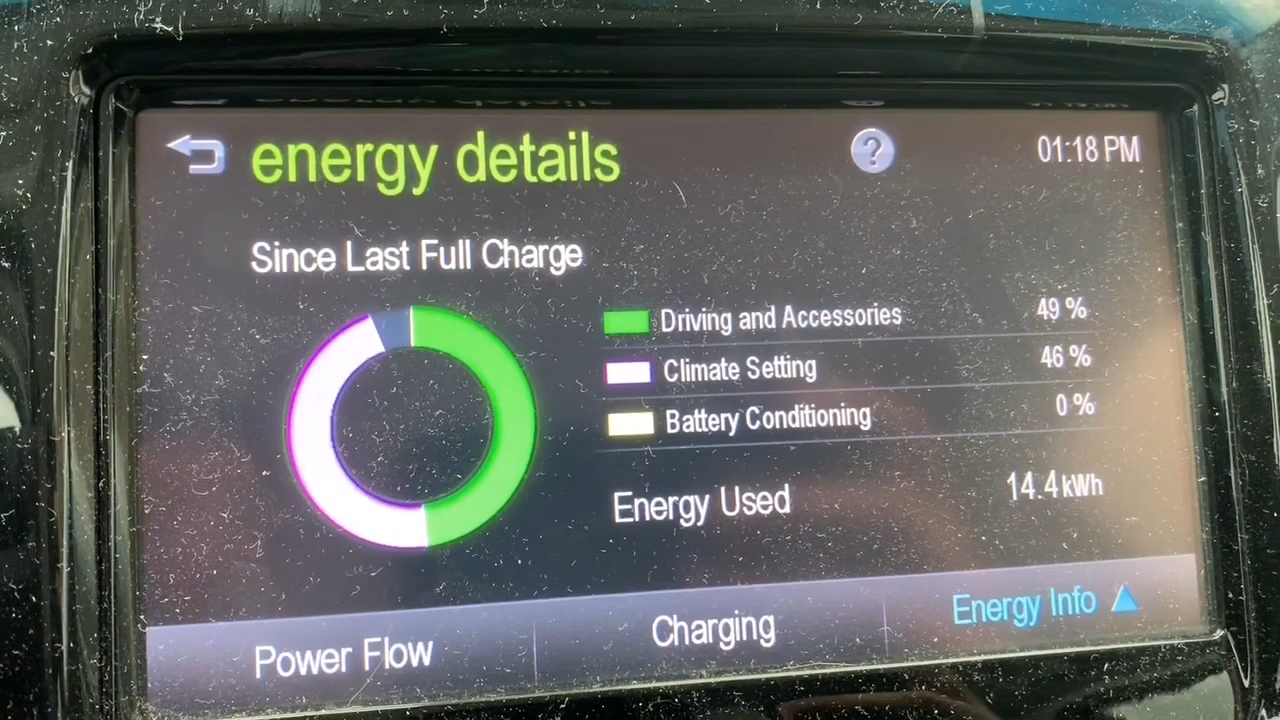 energy details
?
01:18 PM
Since Last Full Charge
Driving and Accessories 49 %
Climate Setting 46 %
Battery Conditioning 0 %
Energy Used 14.4 kWh
Power Flow
Charging
Energy Info